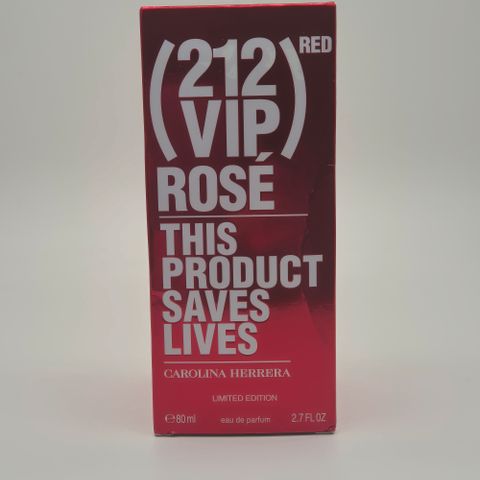 (212 VIP) RED
ROSÉ
THIS
PRODUCT
SAVES
LIVES
CAROLINA HERRERA
LIMITED EDITION
℮80ml eau de parfum 2.7 FL OZ